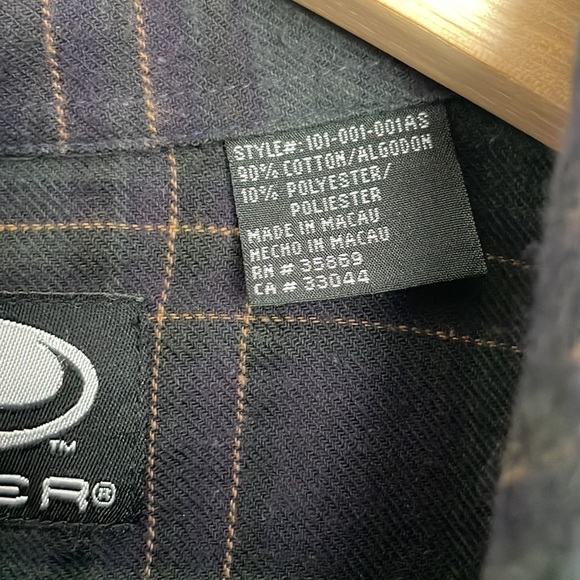 STYLE#: 101-001-001AS
90% COTTON/ALGODON
10% POLYESTER/
POLIESTER
MADE IN MACAU
HECHO IN MACAU
RN # 35869
CA # 33044
TM
ER®